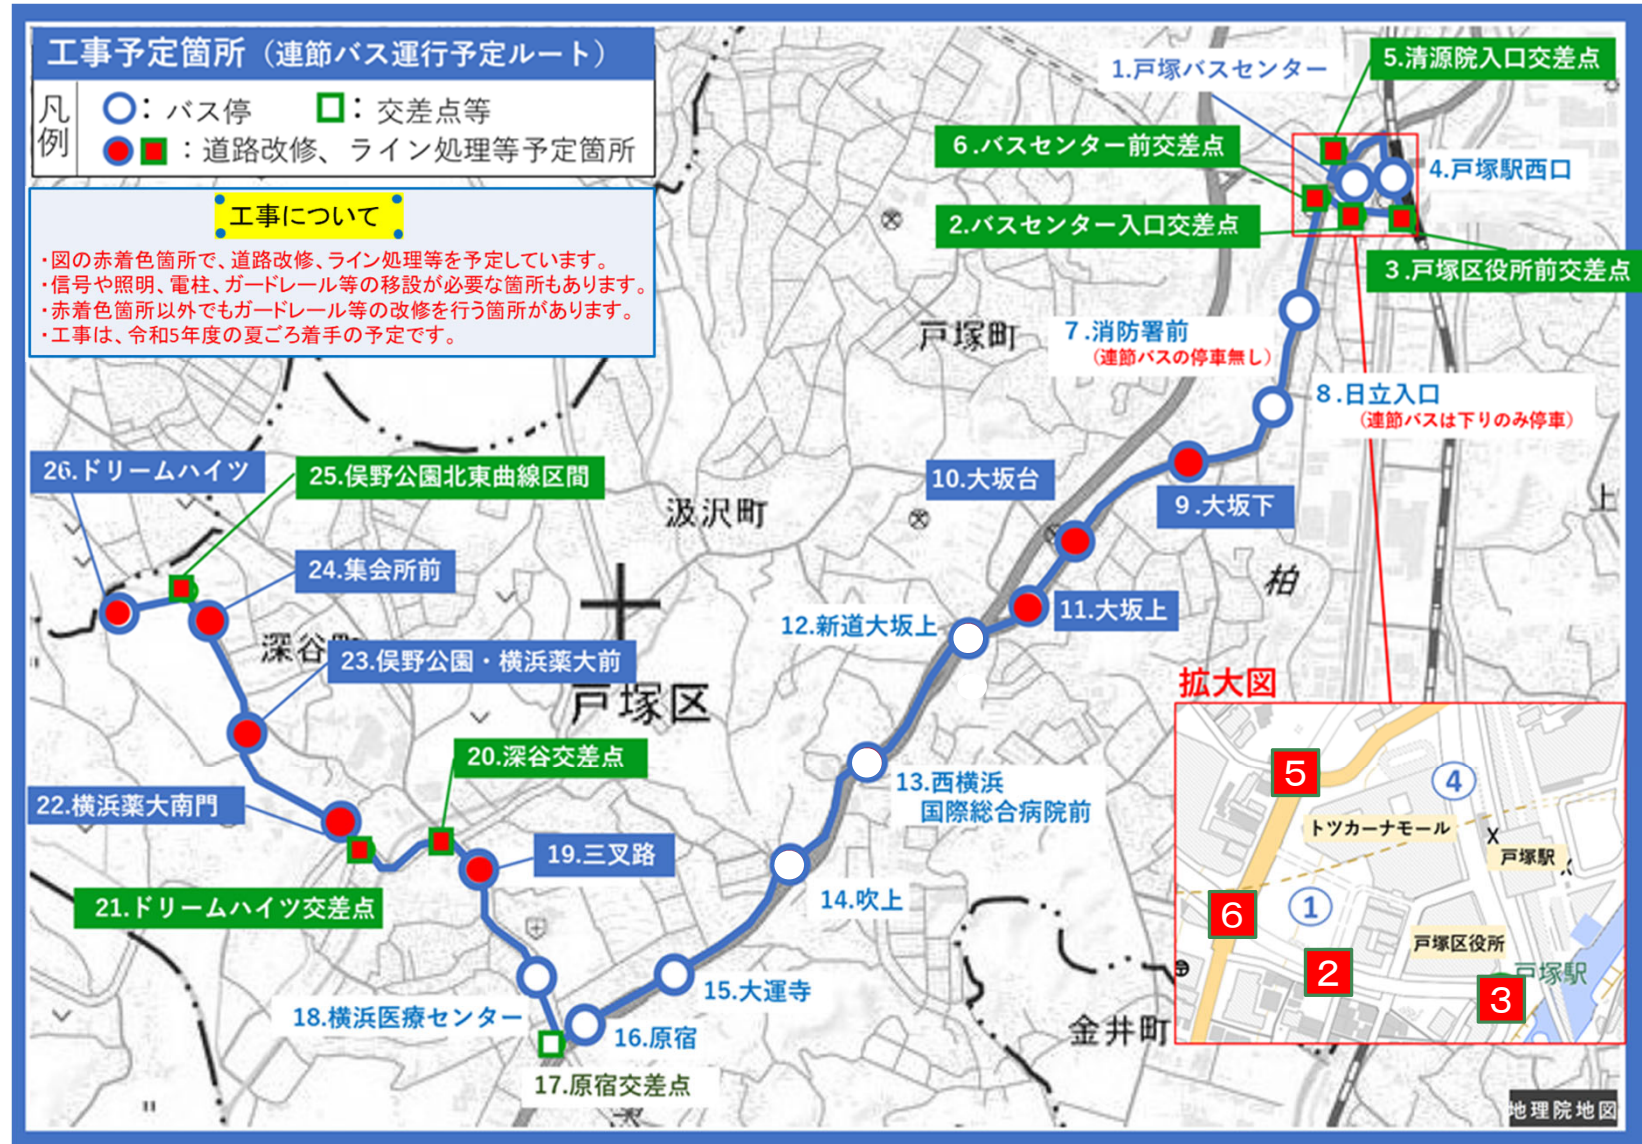 工事予定箇所（連節バス運行予定ルート）
凡例
：バス停
：交差点等
：道路改修、ライン処理等予定箇所
工事について
・図の赤着色箇所で、道路改修、ライン処理等を予定しています。
・信号や照明、電柱、ガードレール等の移設が必要な箇所もあります。
・赤着色箇所以外でもガードレール等の改修を行う箇所があります。
・工事は、令和5年度の夏ごろ着手の予定です。
1.戸塚バスセンター
5.清源院入口交差点
6.バスセンター前交差点
4.戸塚駅西口
2.バスセンター入口交差点
3.戸塚区役所前交差点
戸塚町
7.消防署前
（連節バスの停車無し）
8.日立入口
（連節バスは下りのみ停車）
26.ドリームハイツ
25.俣野公園北東曲線区間
10.大坂台
9.大坂下
汲沢町
上
24.集会所前
柏
12.新道大坂上
11.大坂上
深谷
23.俣野公園・横浜薬大前
戸塚区
拡大図
20.深谷交差点
13.西横浜
国際総合病院前
22.横浜薬大南門
19.三叉路
14.吹上
21.ドリームハイツ交差点
15.大運寺
18.横浜医療センター
16.原宿
金井町
17.原宿交差点
5
4
トツカーナモール
戸塚駅
6
1
戸塚区役所
2
戸塚駅
3
地理院地図